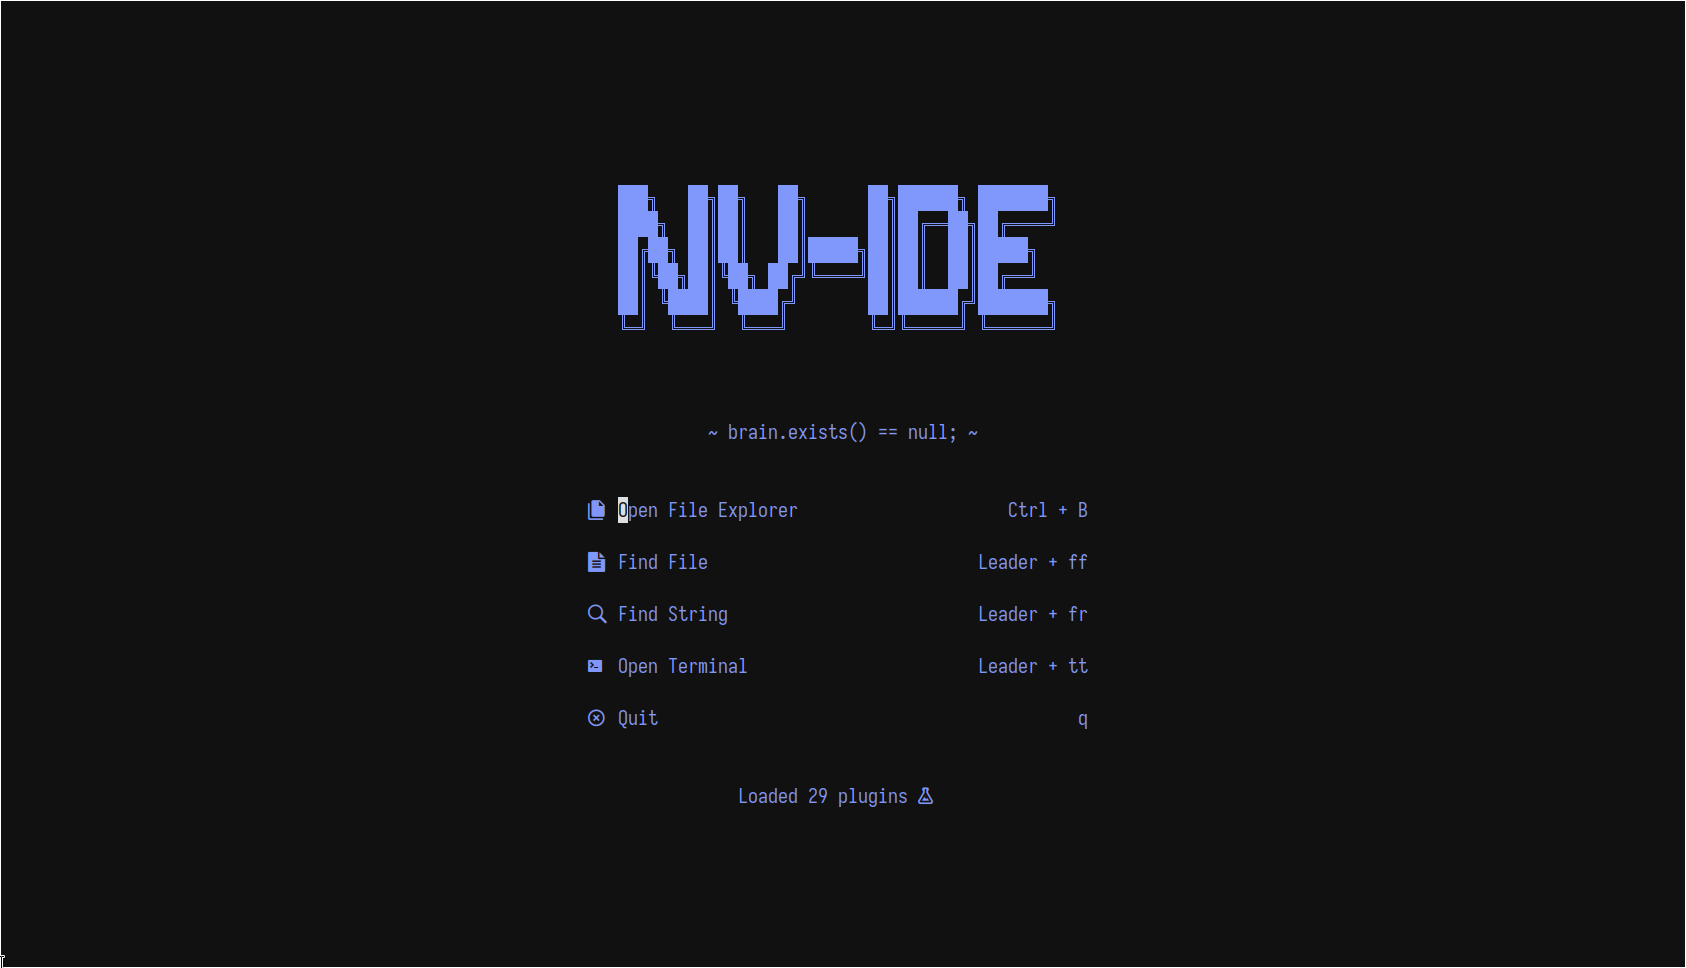 NV-IDE
~ brain.exists() == null; ~
Open File Explorer Ctrl + B
Find File Leader + ff
Find String Leader + fr
Open Terminal Leader + tt
Quit q
Loaded 29 plugins